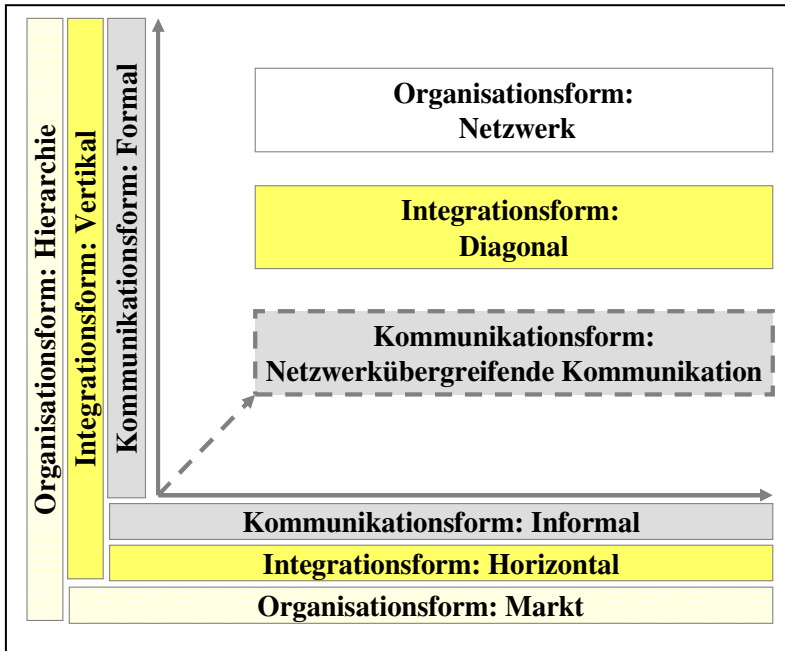 Organisationsform: Hierarchie
Integrationsform: Vertikal
Kommunikationsform: Formal
Organisationsform:
Netzwerk
Integrationsform:
Diagonal
Kommunikationsform:
Netzwerkübergreifende Kommunikation
Kommunikationsform: Informal
Integrationsform: Horizontal
Organisationsform: Markt